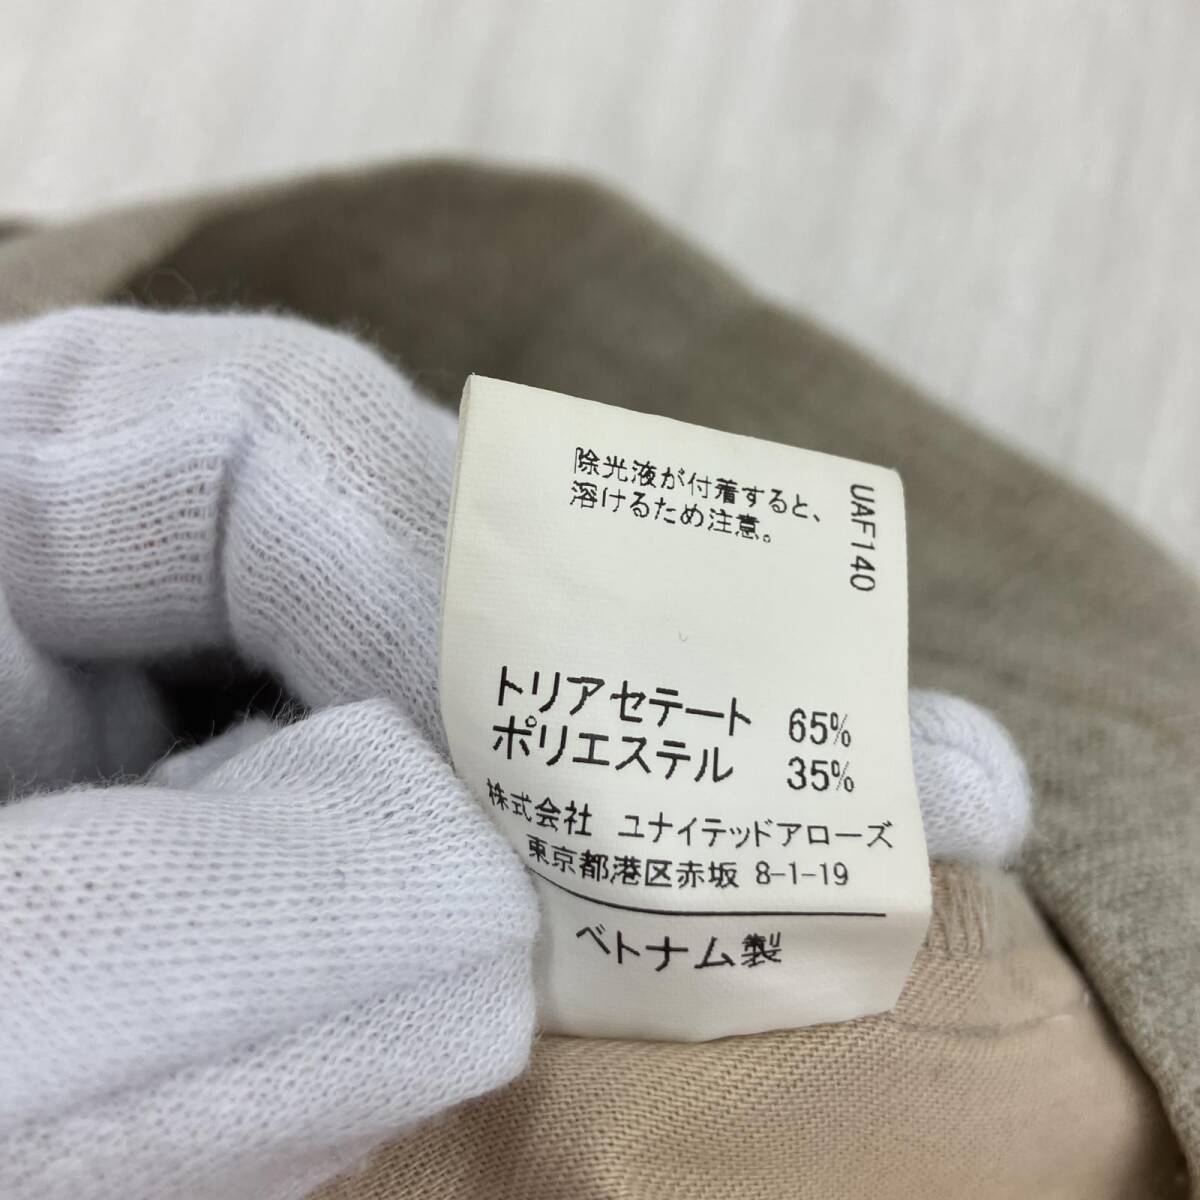 除光液が付着すると、
溶けるため注意。
UAF140
トリアセテート 65%
ポリエステル 35%
株式会社 ユナイテッドアローズ
東京都港区赤坂 8-1-19
ベトナム製